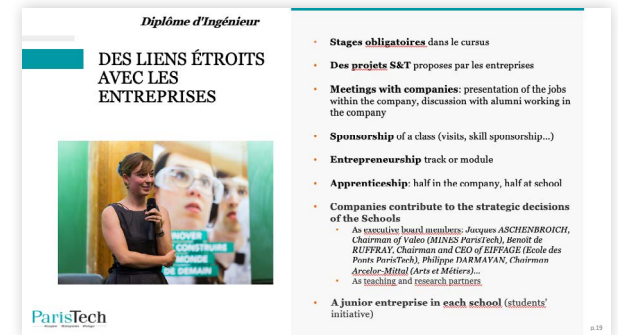 Diplôme d'Ingénieur
DES LIENS ÉTROITS
AVEC LES
ENTREPRISES
INNOVER
CONSTRUIRE
MONDE
DE DEMAIN
ParisTech
• Stages obligatoires dans le cursus
• Des projets S&T proposes par les entreprises
• Meetings with companies: presentation of the jobs
within the company, discussion with alumni working in
the company
• Sponsorship of a class (visits, skill sponsorship...)
• Entrepreneurship track or module
• Apprenticeship: half in the company, half at school
• Companies contribute to the strategic decisions
of the Schools
• As executive board members: Jacques ASCHENBROICH,
Chairman of Valeo (MINES ParisTech), Benoît de
RUFFRAY, Chairman and CEO of EIFFAGE (Ecole des
Ponts ParisTech), Philippe DARMAYAN, Chairman
Arcelor-Mittal (Arts et Métiers)...
• As teaching and research partners
• A junior entreprise in each school (students'
initiative)
p.19